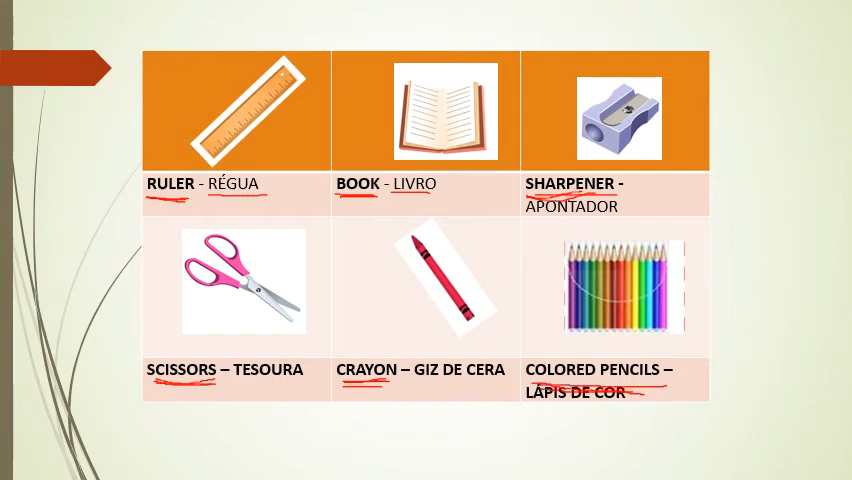 RULER - RÉGUA
BOOK - LIVRO
SHARPENER -
APONTADOR
SCISSORS – TESOURA
CRAYON – GIZ DE CERA
COLORED PENCILS –
LÁPIS DE COR